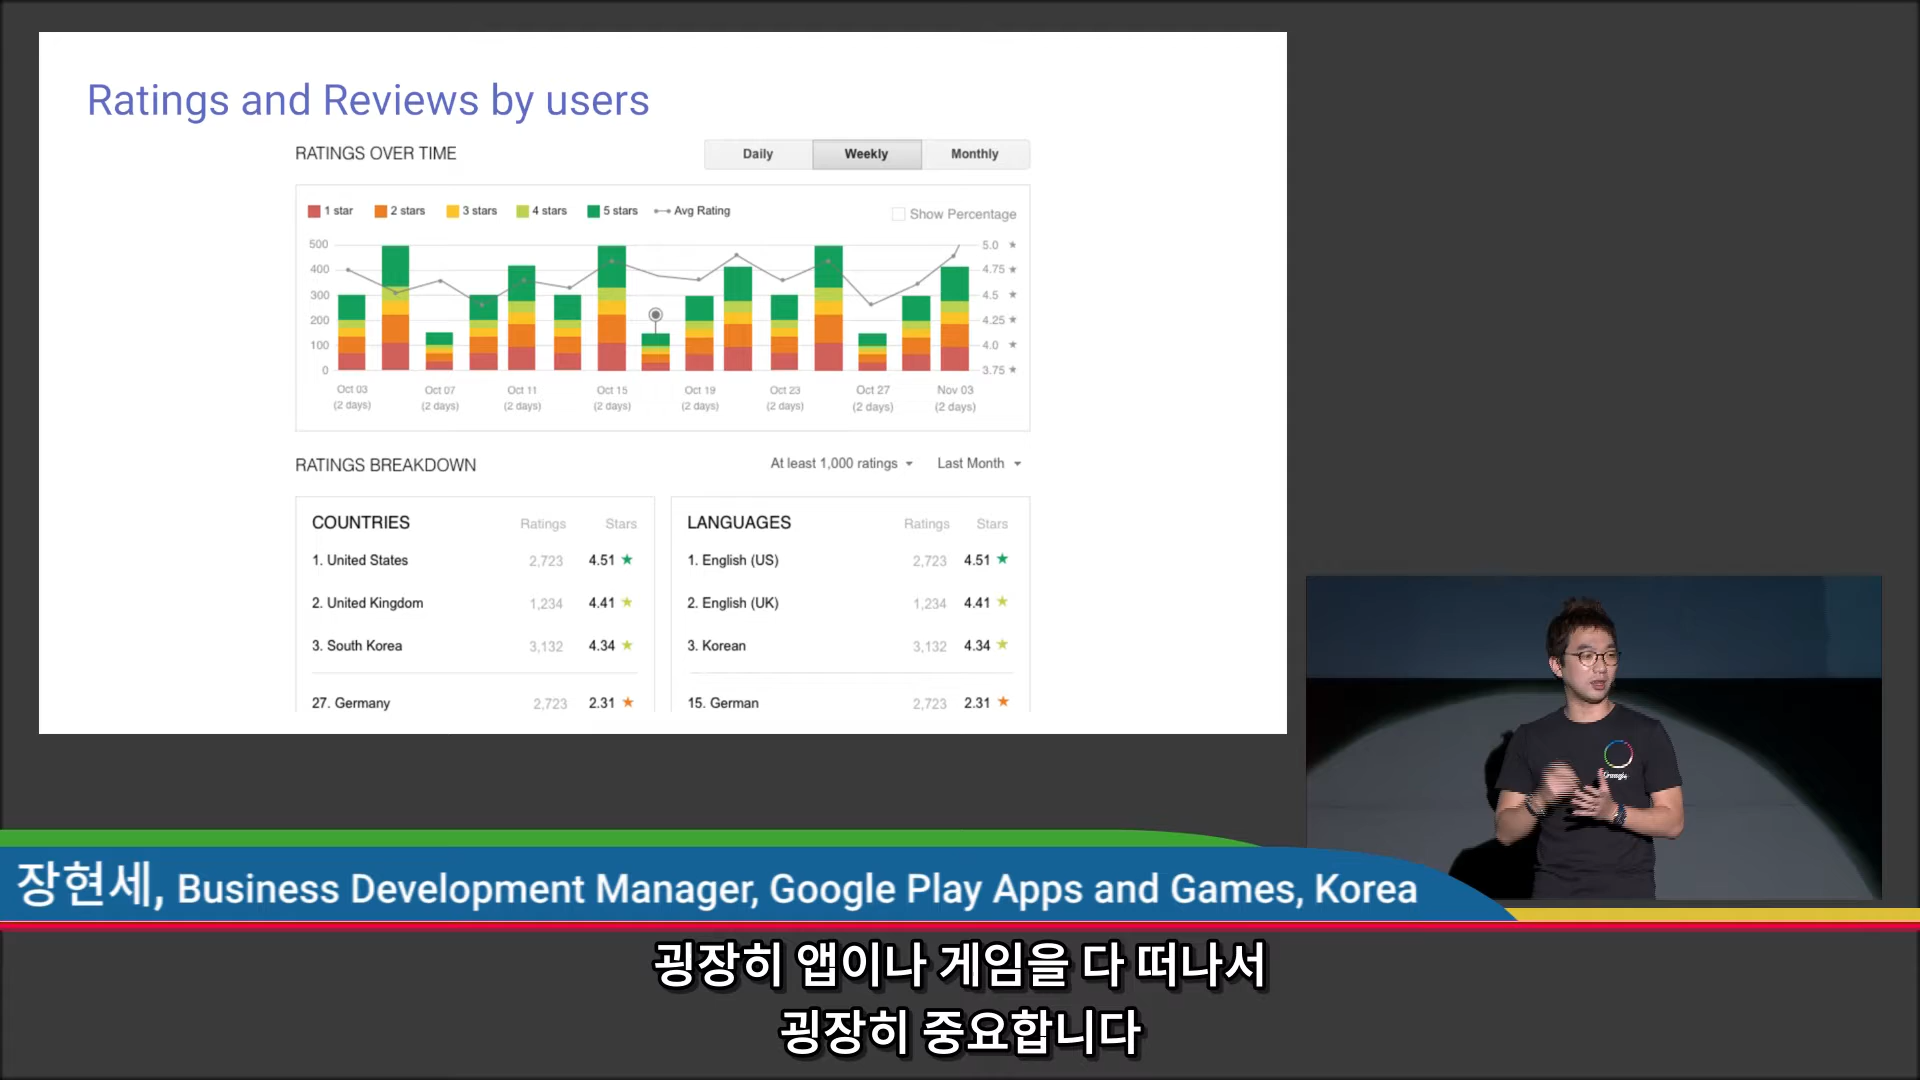 Ratings and Reviews by users
RATINGS OVER TIME
Daily Weekly Monthly
1 star 2 stars 3 stars 4 stars 5 stars Avg Rating
Show Percentage
500 5.0 ★
400 4.75 ★
300 4.5 ★
200 4.25 ★
100 4.0 ★
0 3.75 ★
Oct 03 Oct 07 Oct 11 Oct 15 Oct 19 Oct 23 Oct 27 Nov 03
(2 days) (2 days) (2 days) (2 days) (2 days) (2 days) (2 days) (2 days)
RATINGS BREAKDOWN At least 1,000 ratings Last Month
COUNTRIES Ratings Stars
1. United States 2,723 4.51 ★
2. United Kingdom 1,234 4.41 ★
3. South Korea 3,132 4.34 ★
27. Germany 2,723 2.31 ★
LANGUAGES Ratings Stars
1. English (US) 2,723 4.51 ★
2. English (UK) 1,234 4.41 ★
3. Korean 3,132 4.34 ★
15. German 2,723 2.31 ★
장현세, Business Development Manager, Google Play Apps and Games, Korea
굉장히 앱이나 게임을 다 떠나서
굉장히 중요합니다